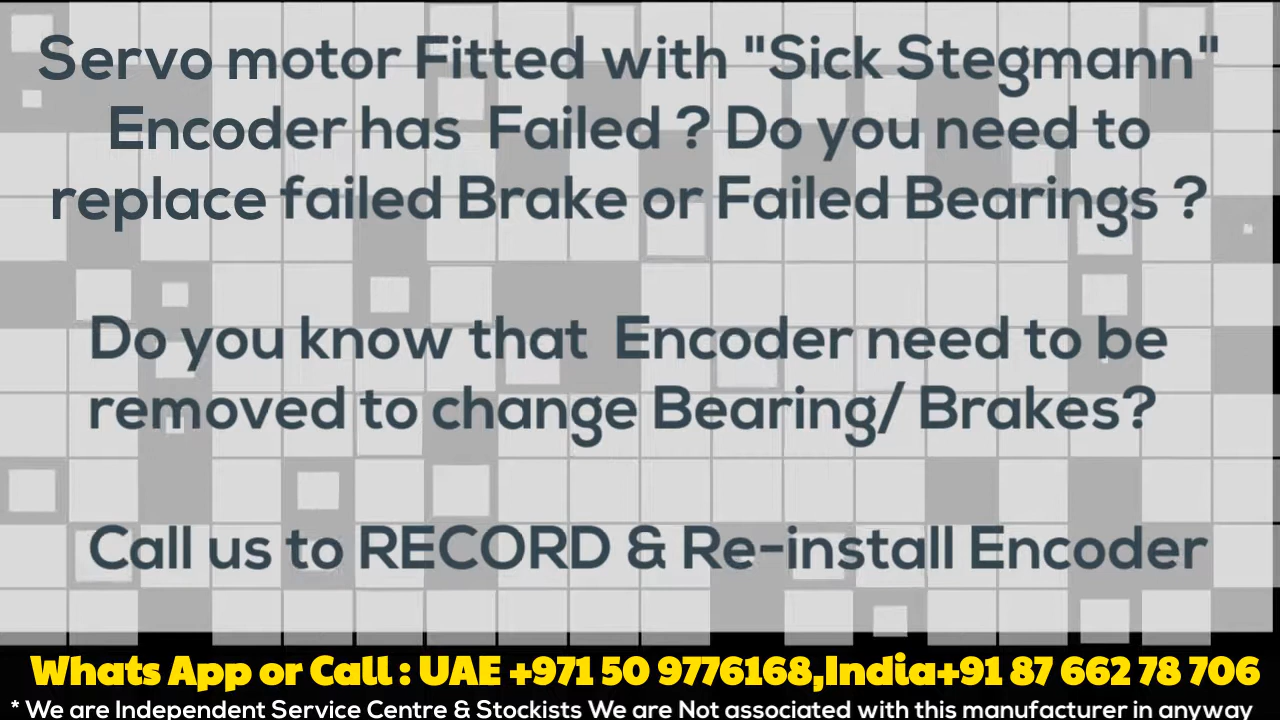 Servo motor Fitted with "Sick Stegmann"
Encoder has Failed ? Do you need to
replace failed Brake or Failed Bearings ?
Do you know that Encoder need to be
removed to change Bearing/ Brakes?
Call us to RECORD & Re-install Encoder
Whats App or Call : UAE +971 50 9776168,India+91 87 662 78 706
* We are Independent Service Centre & Stockists We are Not associated with this manufacturer in anyway